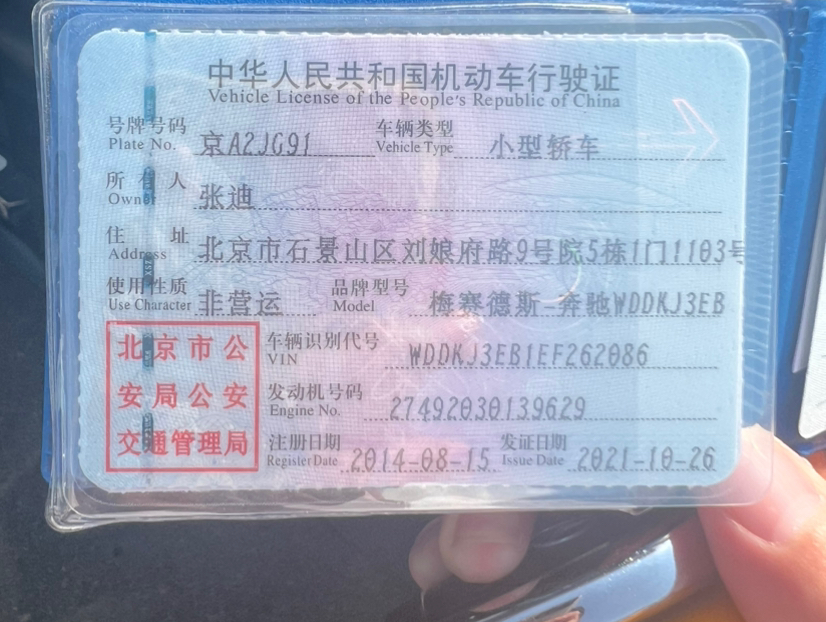 中华人民共和国机动车行驶证
Vehicle License of the People's Republic of China
号牌号码 京A2JG91 车辆类型 小型轿车
Plate No. Vehicle Type
所有人 张迪
Owner
住址 北京市石景山区刘娘府路9号院5栋1门1103号
Address
使用性质 非营运 品牌型号 梅赛德斯-奔驰WDDKJ3EB
Use Character Model
北京市公
安局公安
交通管理局
车辆识别代号 WDDKJ3EB1EF262086
VIN
发动机号码 27492030139629
Engine No.
注册日期 2014-08-15 发证日期 2021-10-26
Register Date Issue Date